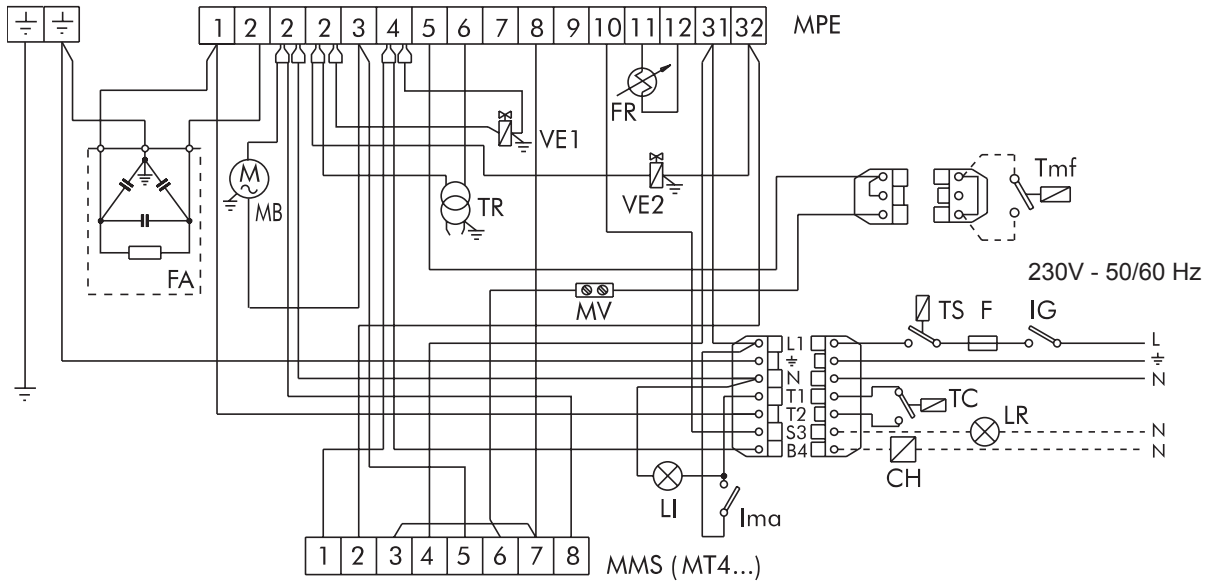 1 2 2 2 3 4 5 6 7 8 9 10 11 12 31 32 MPE
FR
VE1
M
MB
TR
VE2
Tmf
FA
MV
230V - 50/60 Hz
TS F IG
L1 L
N N
T1
TC
T2
LR
S3 N
B4 N
CH
LI
Ima
1 2 3 4 5 6 7 8 MMS (MT4...)